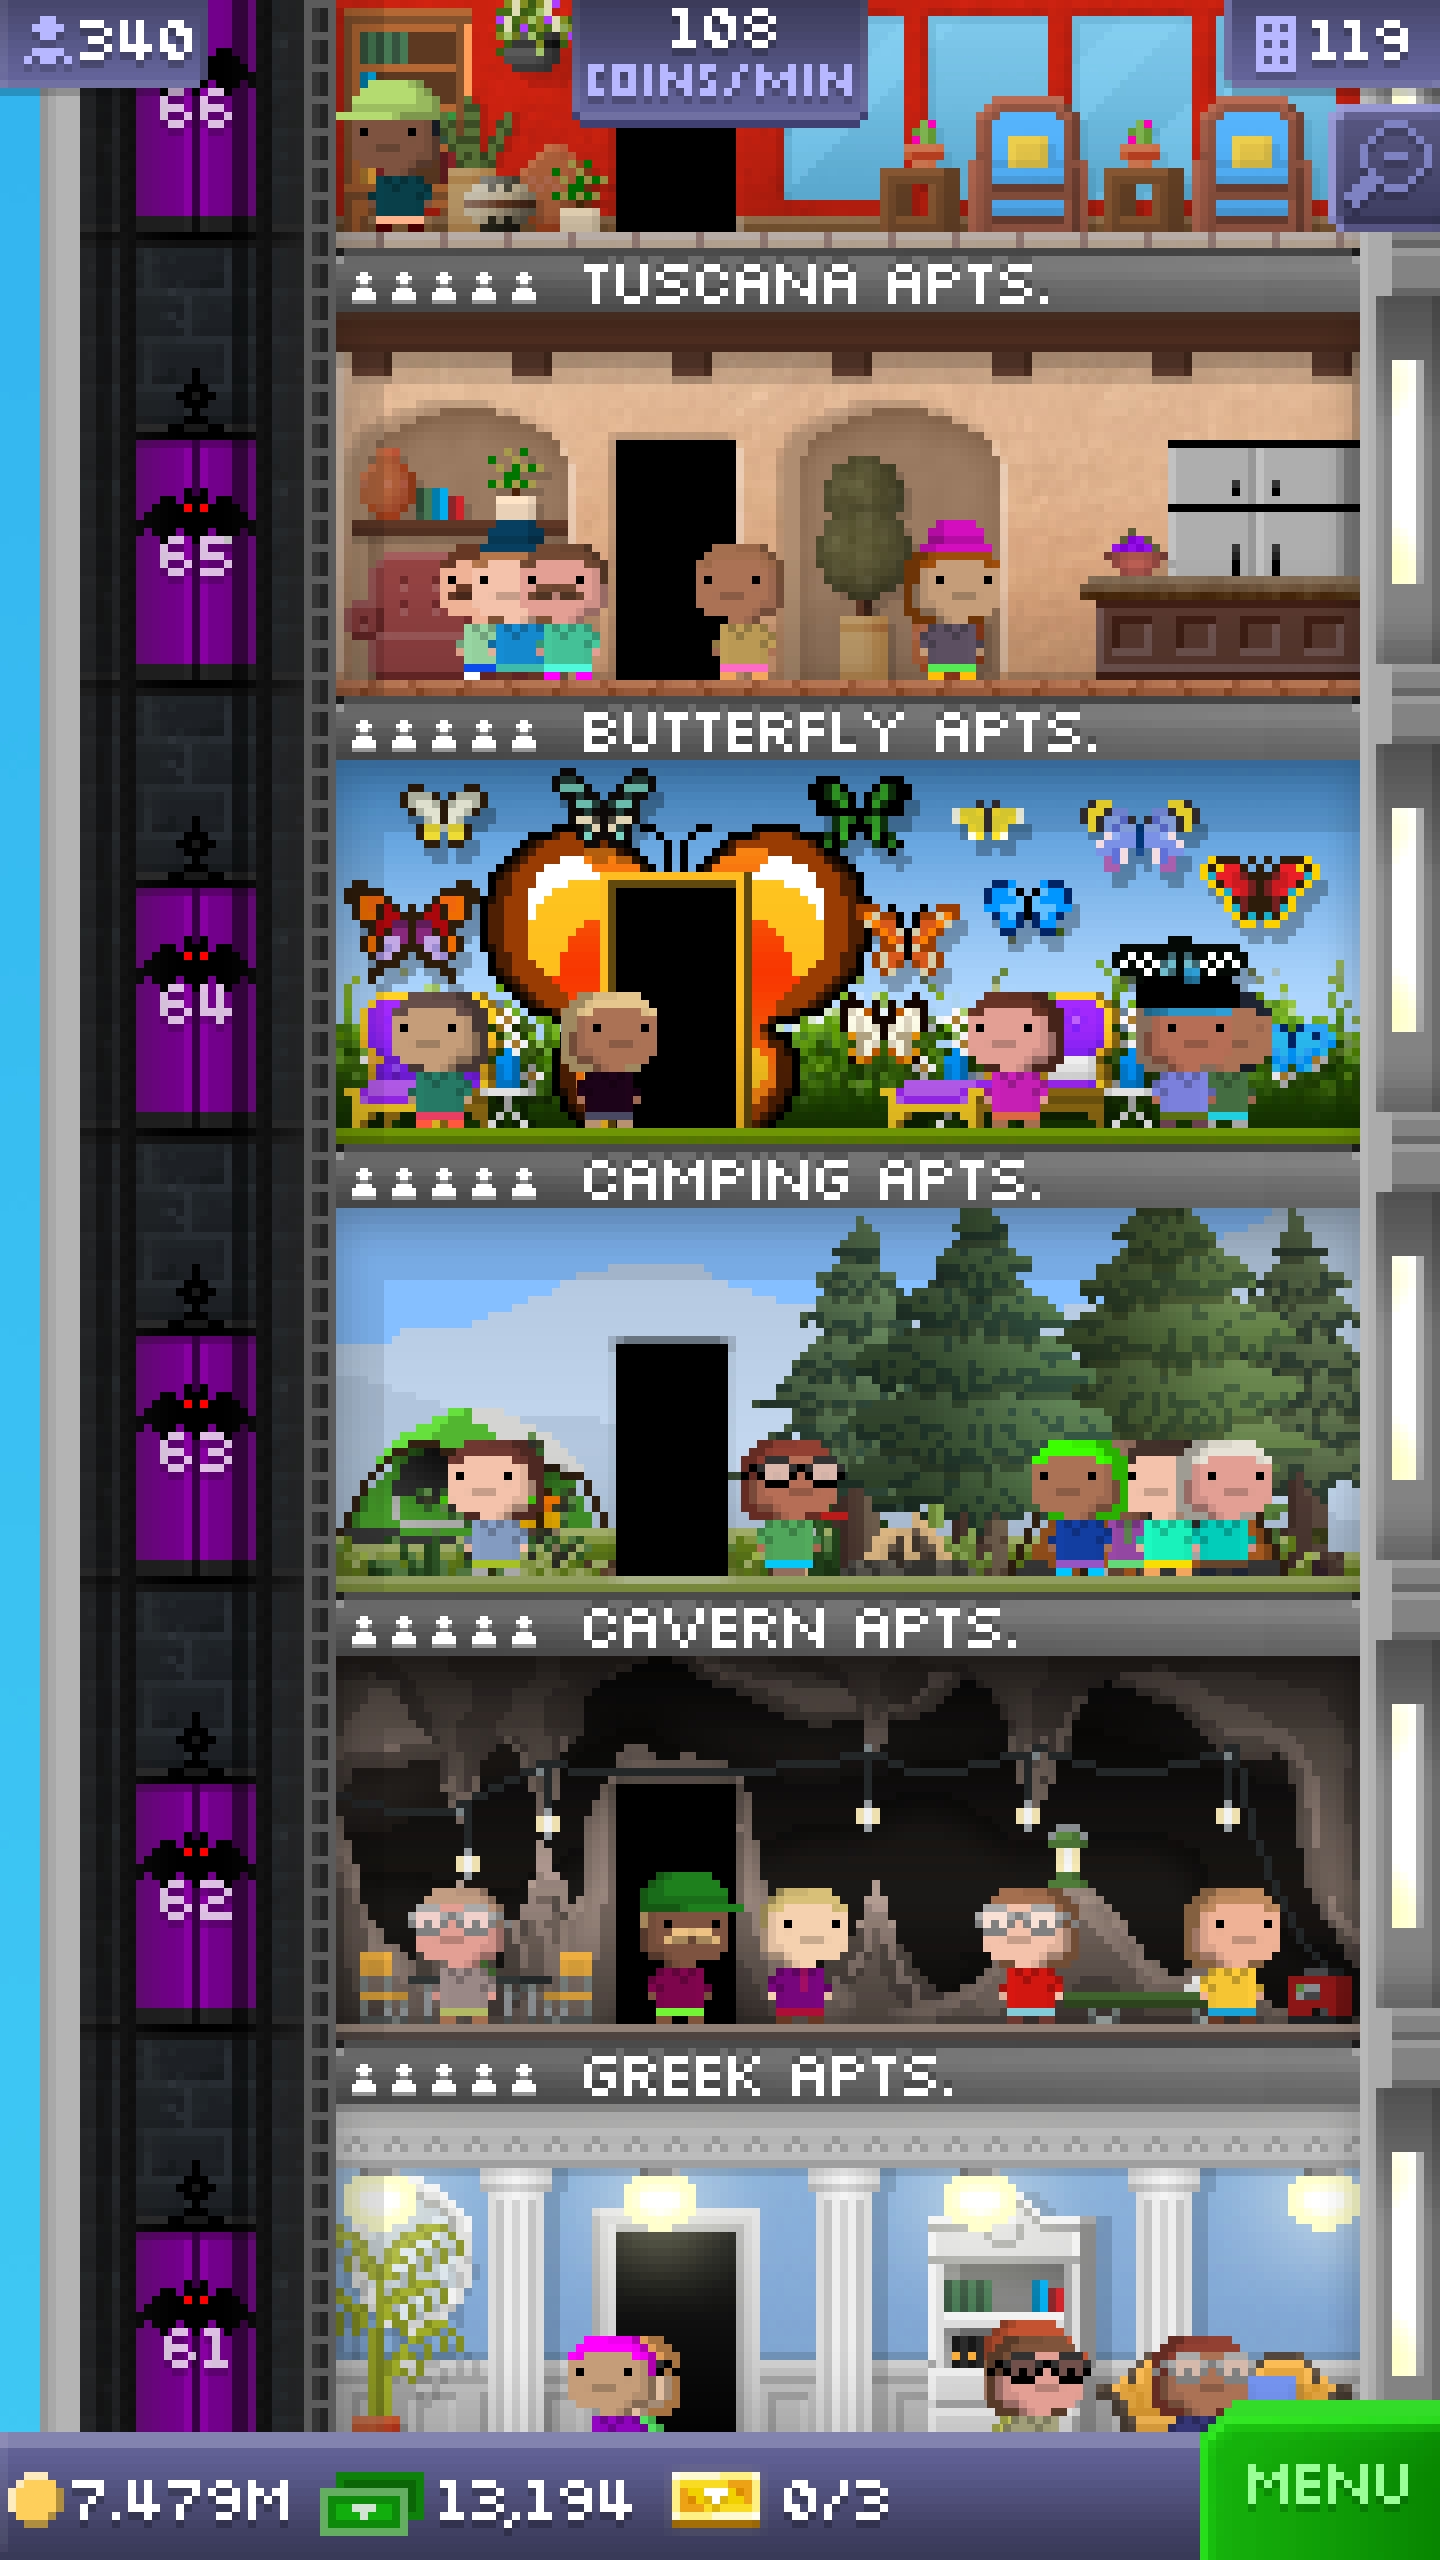 340
108
COINS/MIN
119
66
TUSCANA APTS.
65
BUTTERFLY APTS.
64
CAMPING APTS.
63
CAVERN APTS.
62
GREEK APTS.
61
7.479M
13,194
0/3
MENU